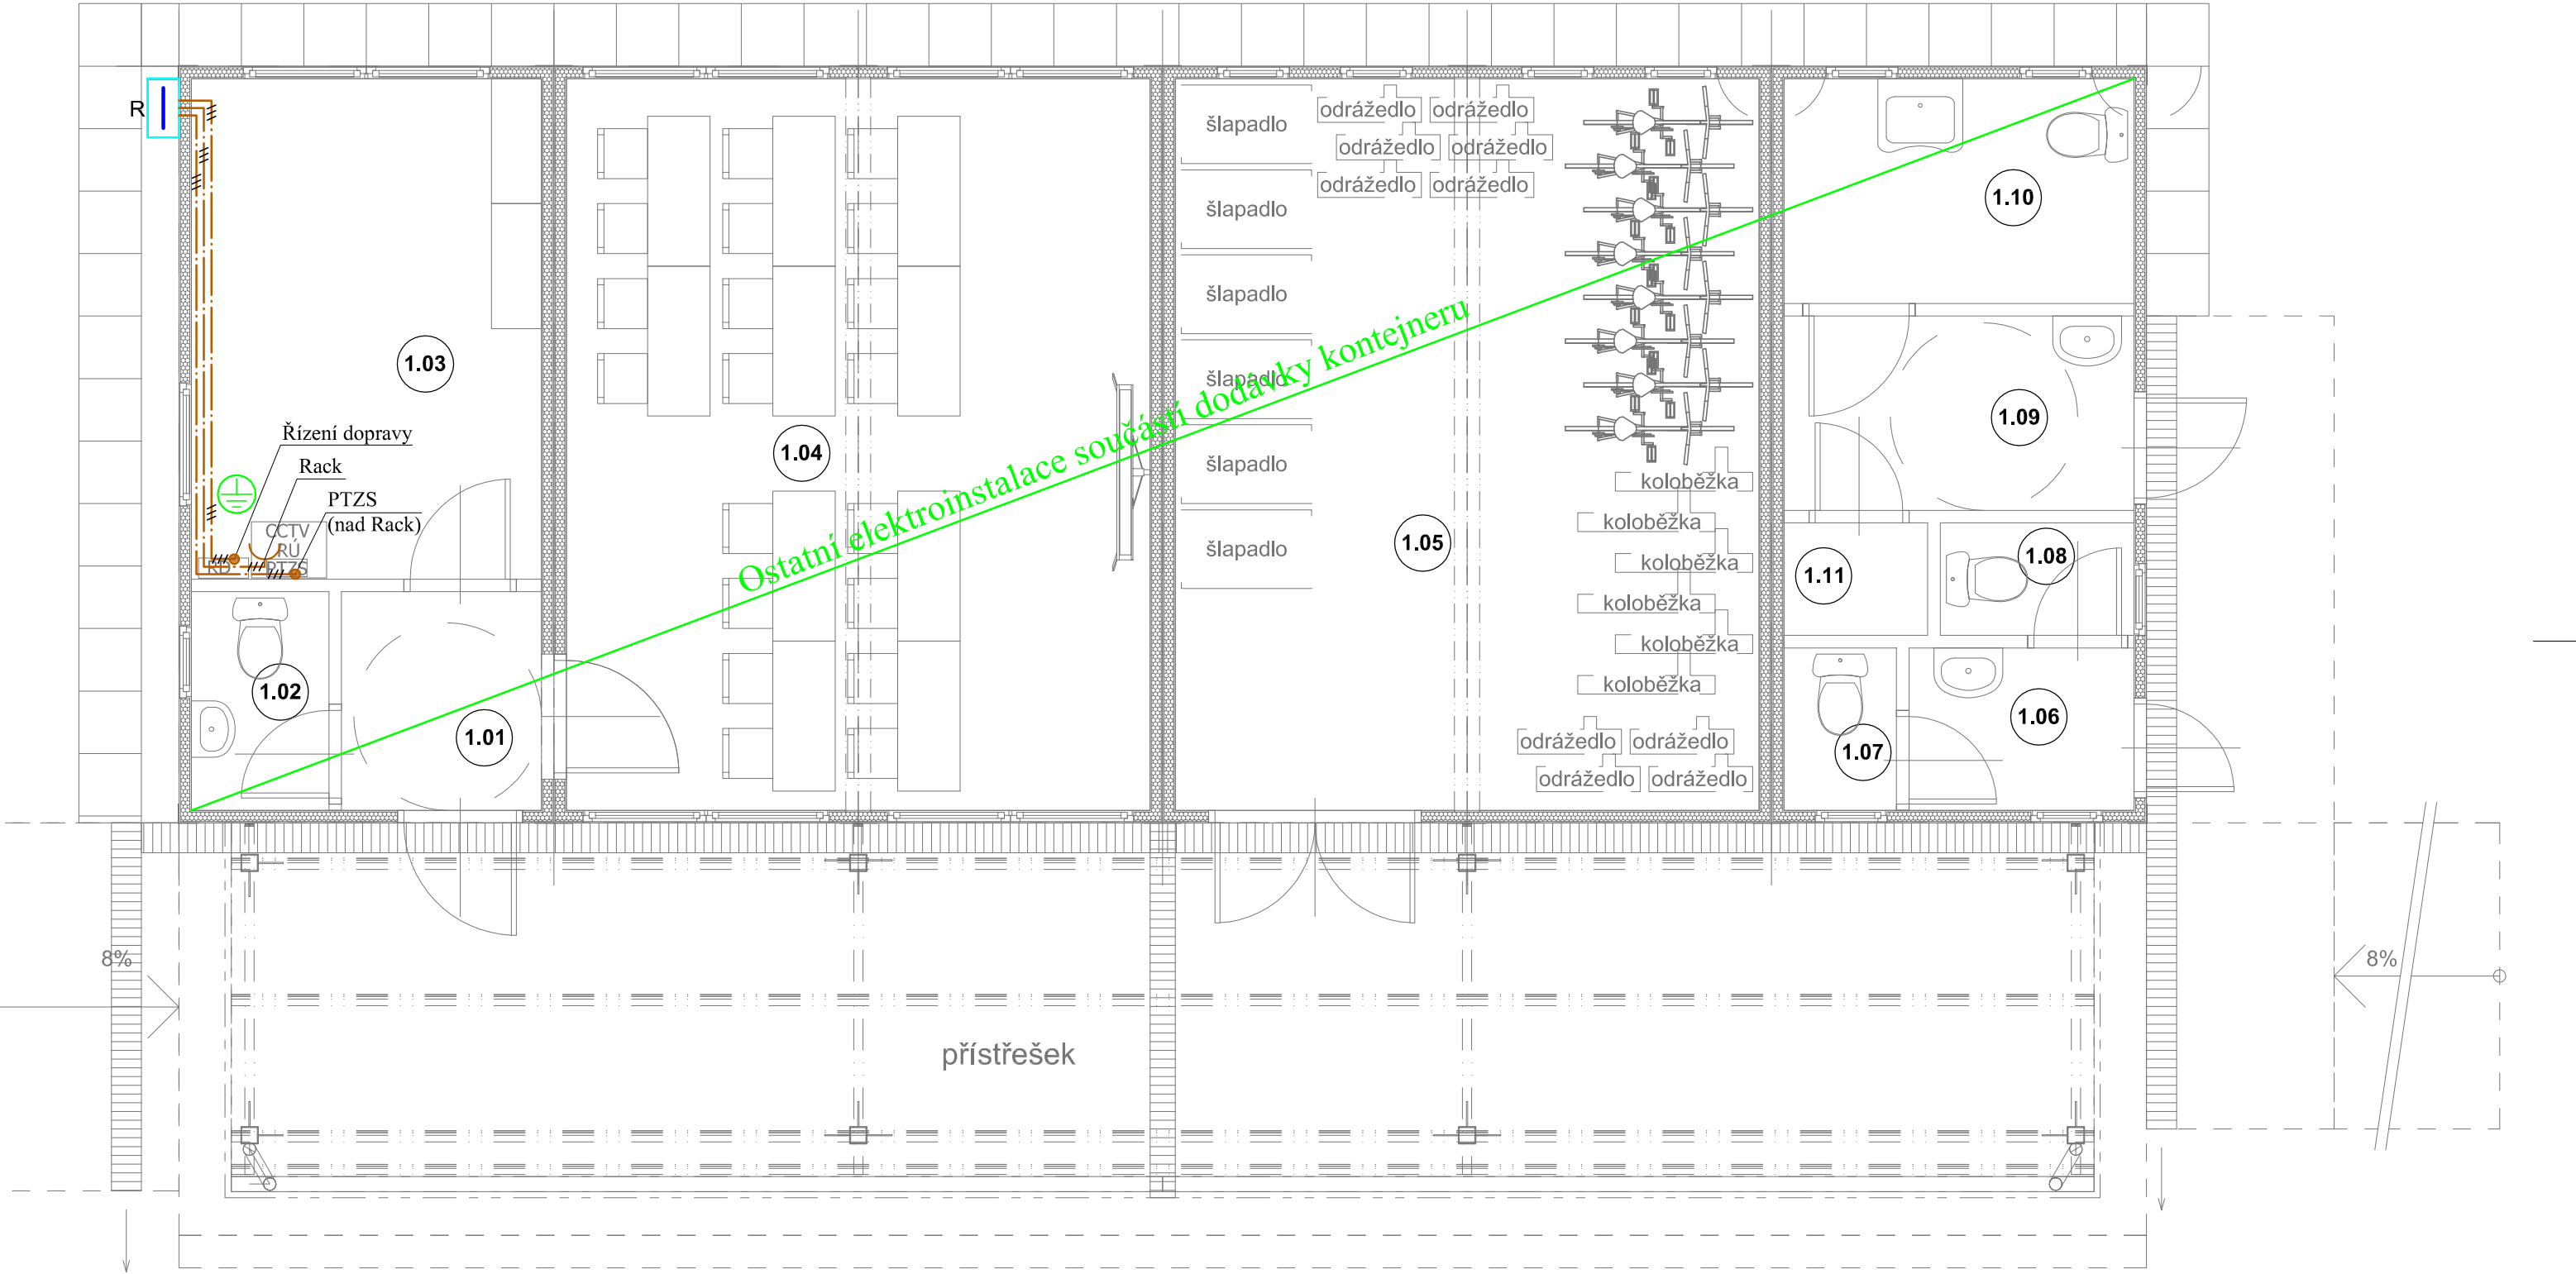 R
šlapadlo
odrážedlo
odrážedlo
odrážedlo
odrážedlo
odrážedlo
odrážedlo
šlapadlo
šlapadlo
šlapadlo
šlapadlo
šlapadlo
1.10
1.03
1.09
Řízení dopravy
Rack
PTZS
(nad Rack)
CCTV
RÚ
RD
PTZS
1.04
Ostatní elektroinstalace součástí dodávky kontejneru
1.05
koloběžka
koloběžka
koloběžka
koloběžka
koloběžka
koloběžka
1.08
1.11
1.02
1.01
1.06
1.07
odrážedlo
odrážedlo
odrážedlo
odrážedlo
8%
8%
přístřešek